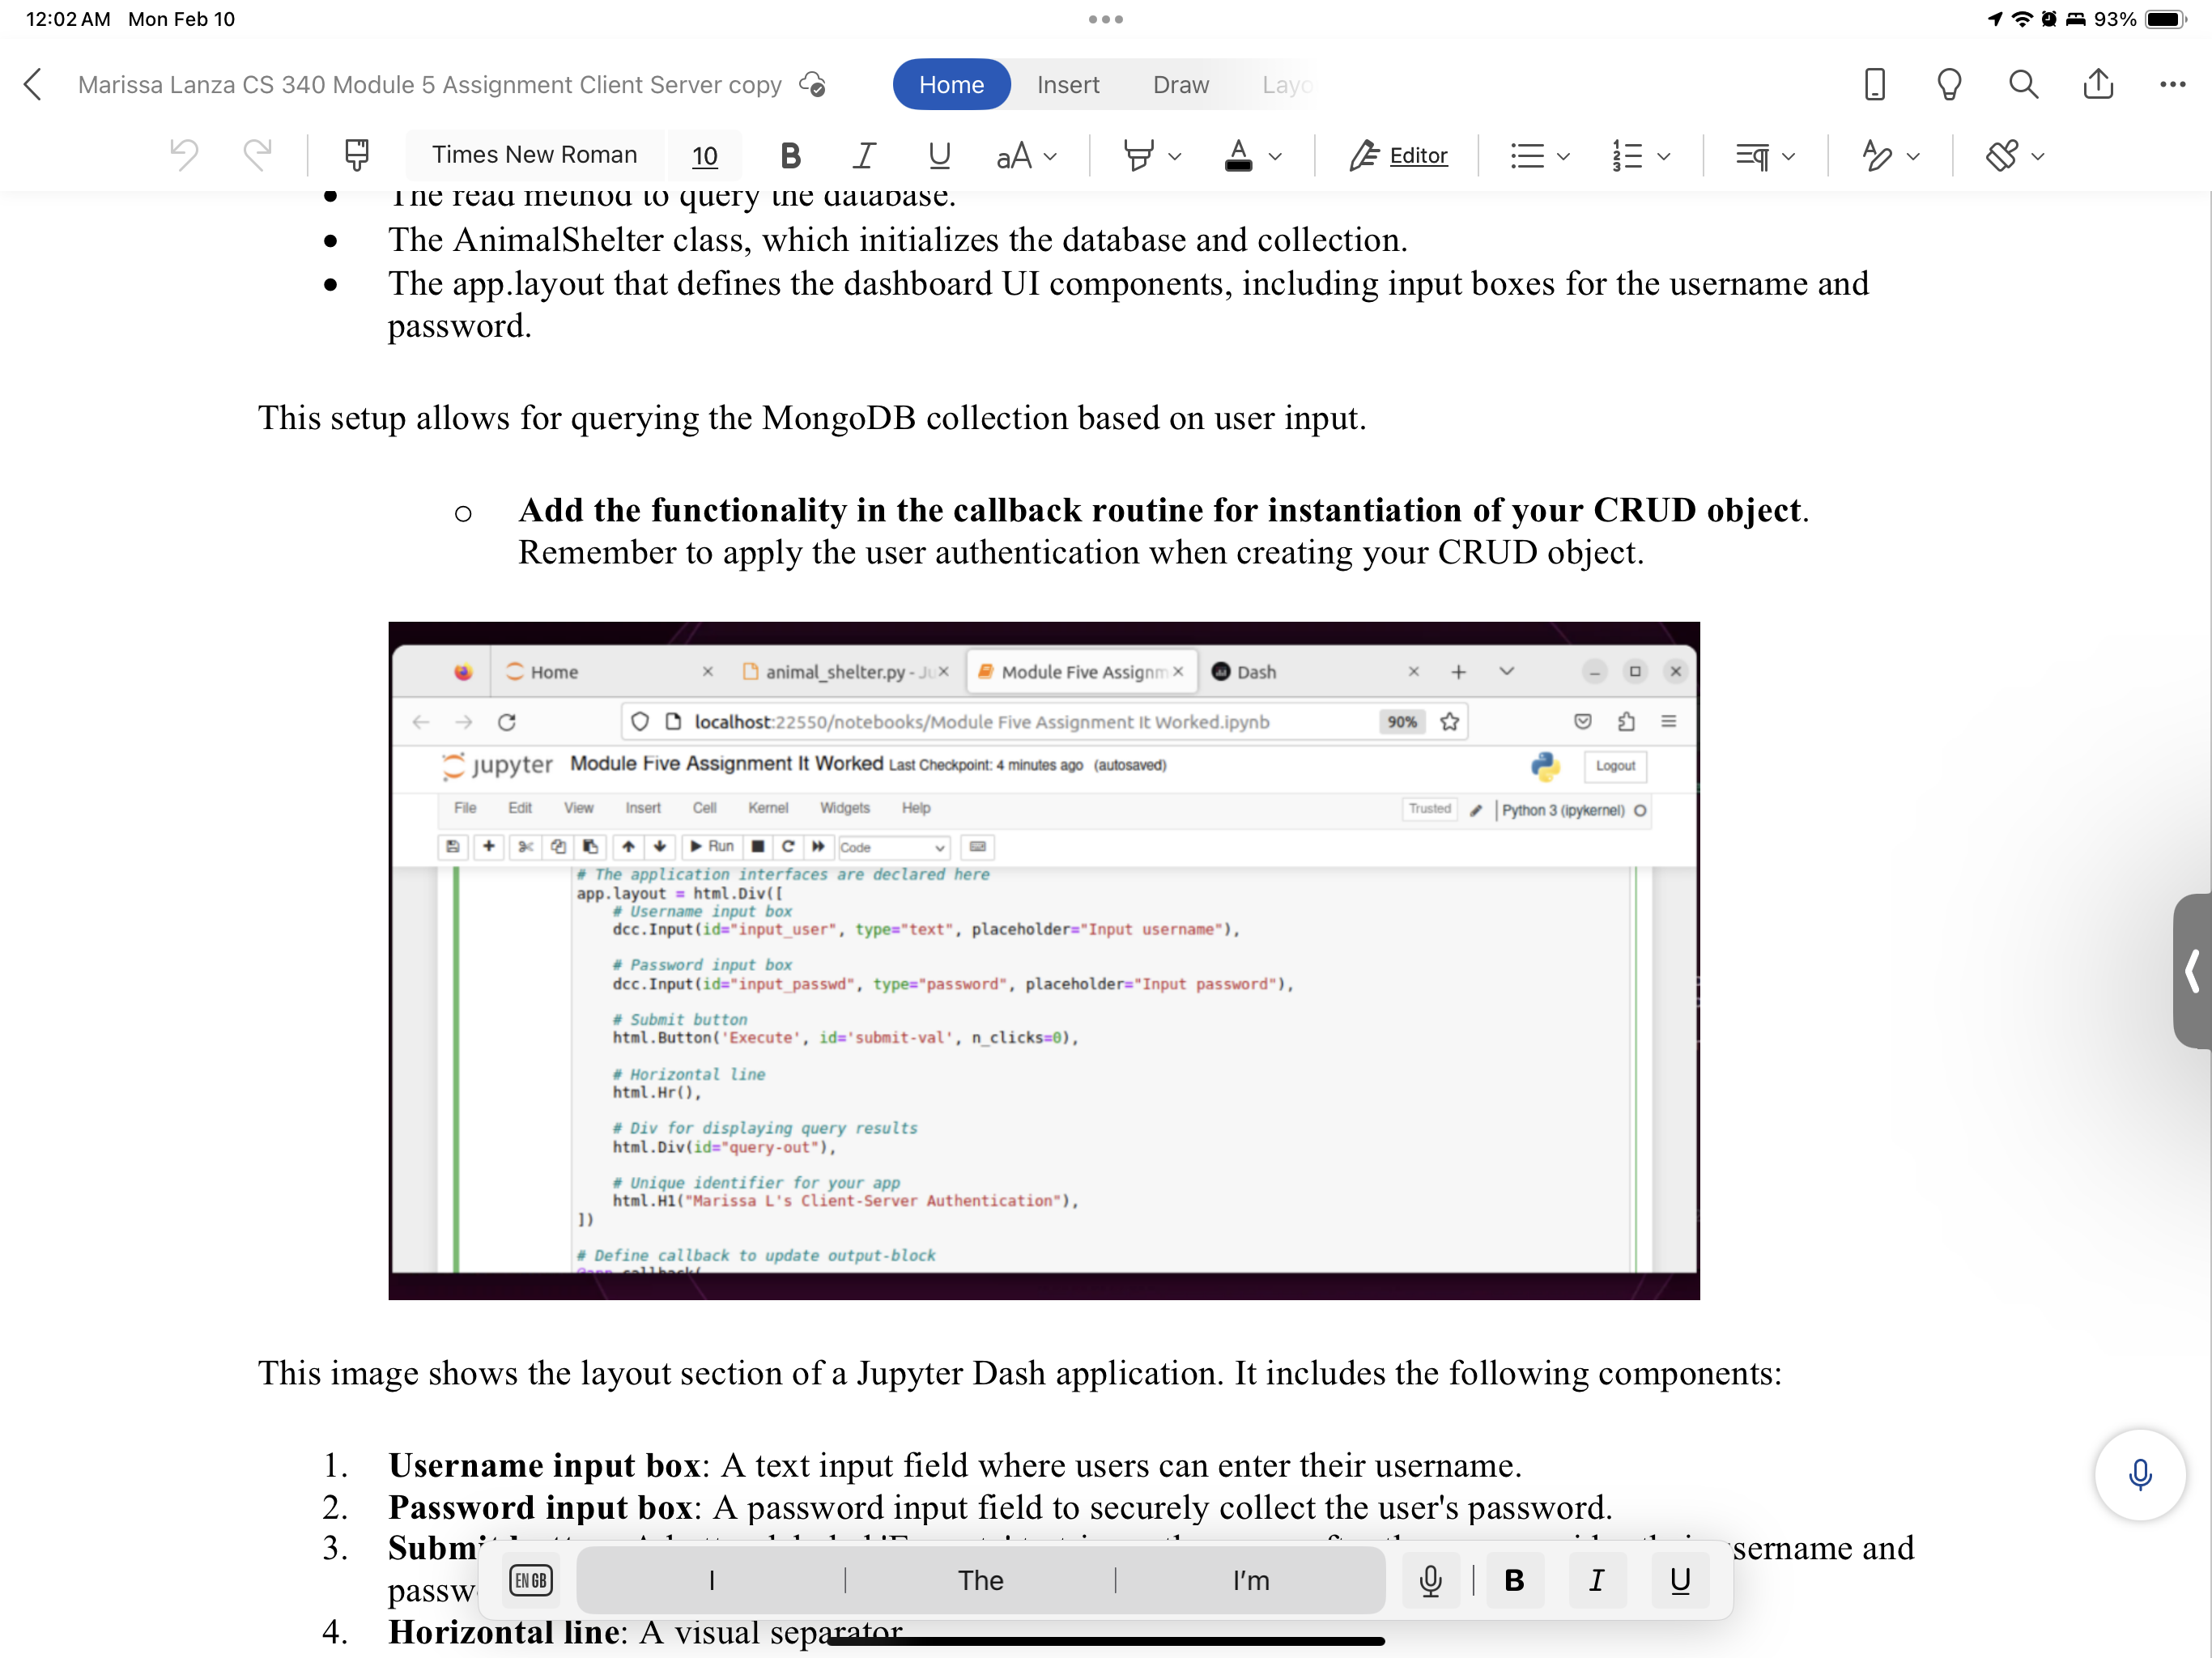 12:02 AM Mon Feb 10
93%
Marissa Lanza CS 340 Module 5 Assignment Client Server copy
Home Insert Draw Layo
Times New Roman 10 B I U aA A Editor
The read method to query the database.
The AnimalShelter class, which initializes the database and collection.
The app.layout that defines the dashboard UI components, including input boxes for the username and
password.
This setup allows for querying the MongoDB collection based on user input.
Add the functionality in the callback routine for instantiation of your CRUD object.
Remember to apply the user authentication when creating your CRUD object.
Home animal_shelter.py - Ju Module Five Assignm Dash
localhost:22550/notebooks/Module Five Assignment It Worked.ipynb 90%
jupyter Module Five Assignment It Worked Last Checkpoint: 4 minutes ago (autosaved) Logout
File Edit View Insert Cell Kernel Widgets Help Trusted Python 3 (ipykernel)
Run Code
# The application interfaces are declared here
app.layout = html.Div([
# Username input box
dcc.Input(id="input_user", type="text", placeholder="Input username"),
# Password input box
dcc.Input(id="input_passwd", type="password", placeholder="Input password"),
# Submit button
html.Button('Execute', id='submit-val', n_clicks=0),
# Horizontal line
html.Hr(),
# Div for displaying query results
html.Div(id="query-out"),
# Unique identifier for your app
html.H1("Marissa L's Client-Server Authentication"),
])
# Define callback to update output-block
@app.callback(
This image shows the layout section of a Jupyter Dash application. It includes the following components:
1. Username input box: A text input field where users can enter their username.
2. Password input box: A password input field to securely collect the user's password.
3. Submi sername and
passw
4. Horizontal line: A visual separator
EN GB I The I'm B I U